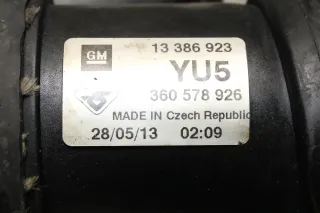 13 386 923
GM
YU5
360 578 926
MADE IN Czech Republic
28/05/13 02:09